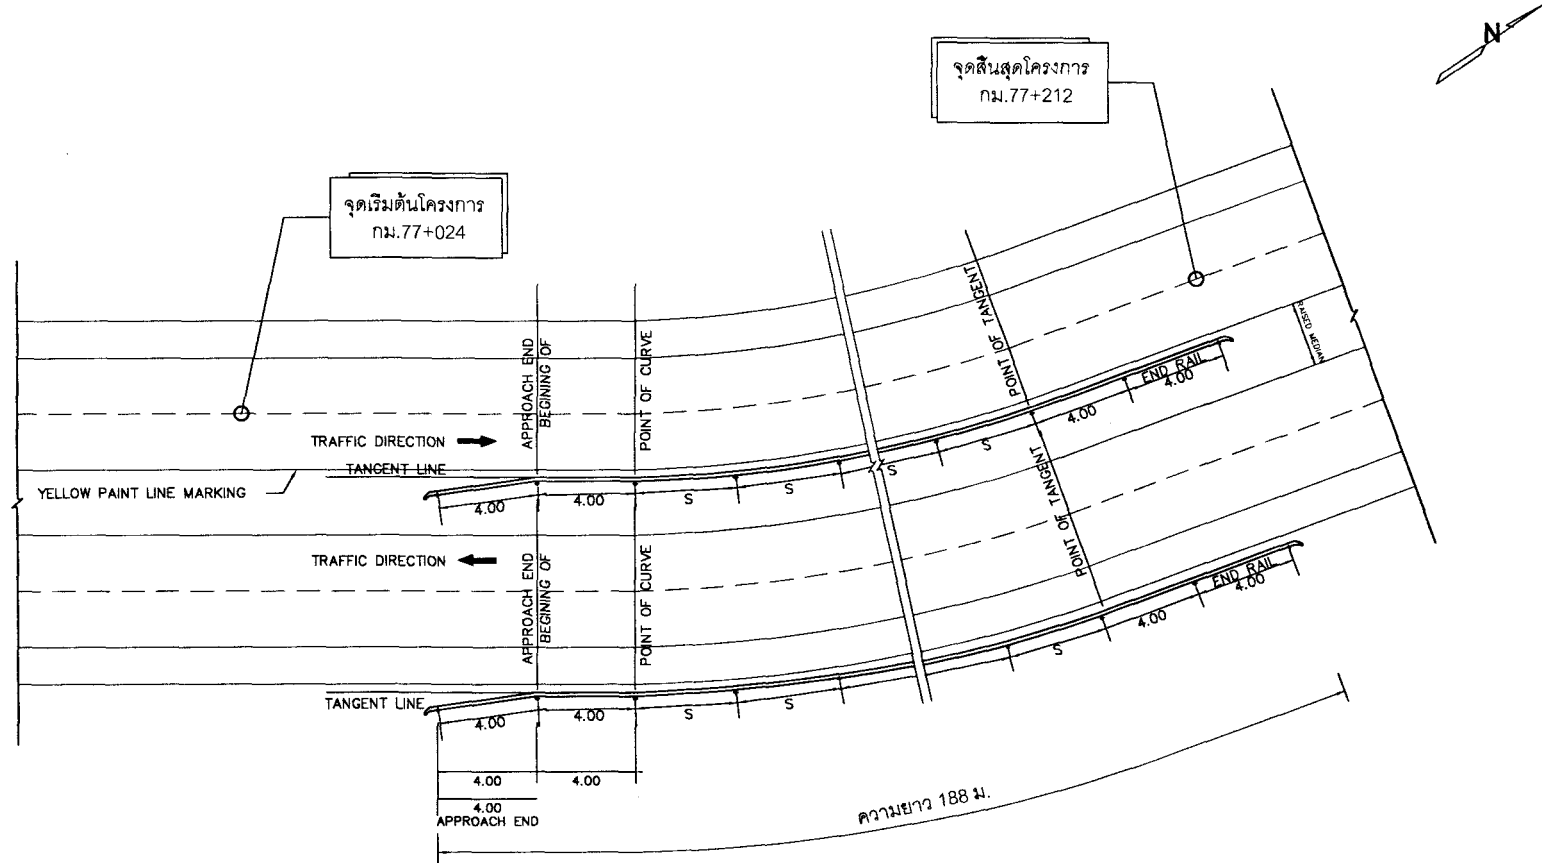 N
จุดสิ้นสุดโครงการ
กม.77+212
จุดเริ่มต้นโครงการ
กม.77+024
POINT OF TANGENT
RAISED MEDIAN
APPROACH END
BEGINING OF
POINT OF CURVE
END RAIL
4.00
4.00
TRAFFIC DIRECTION
TANGENT LINE
YELLOW PAINT LINE MARKING
4.00
4.00
S
S
S
S
POINT OF TANGENT
TRAFFIC DIRECTION
APPROACH END
BEGINING OF
POINT OF CURVE
END RAIL
4.00
4.00
S
TANGENT LINE
4.00
4.00
S
S
4.00
4.00
4.00
APPROACH END
ความยาว 188 ม.